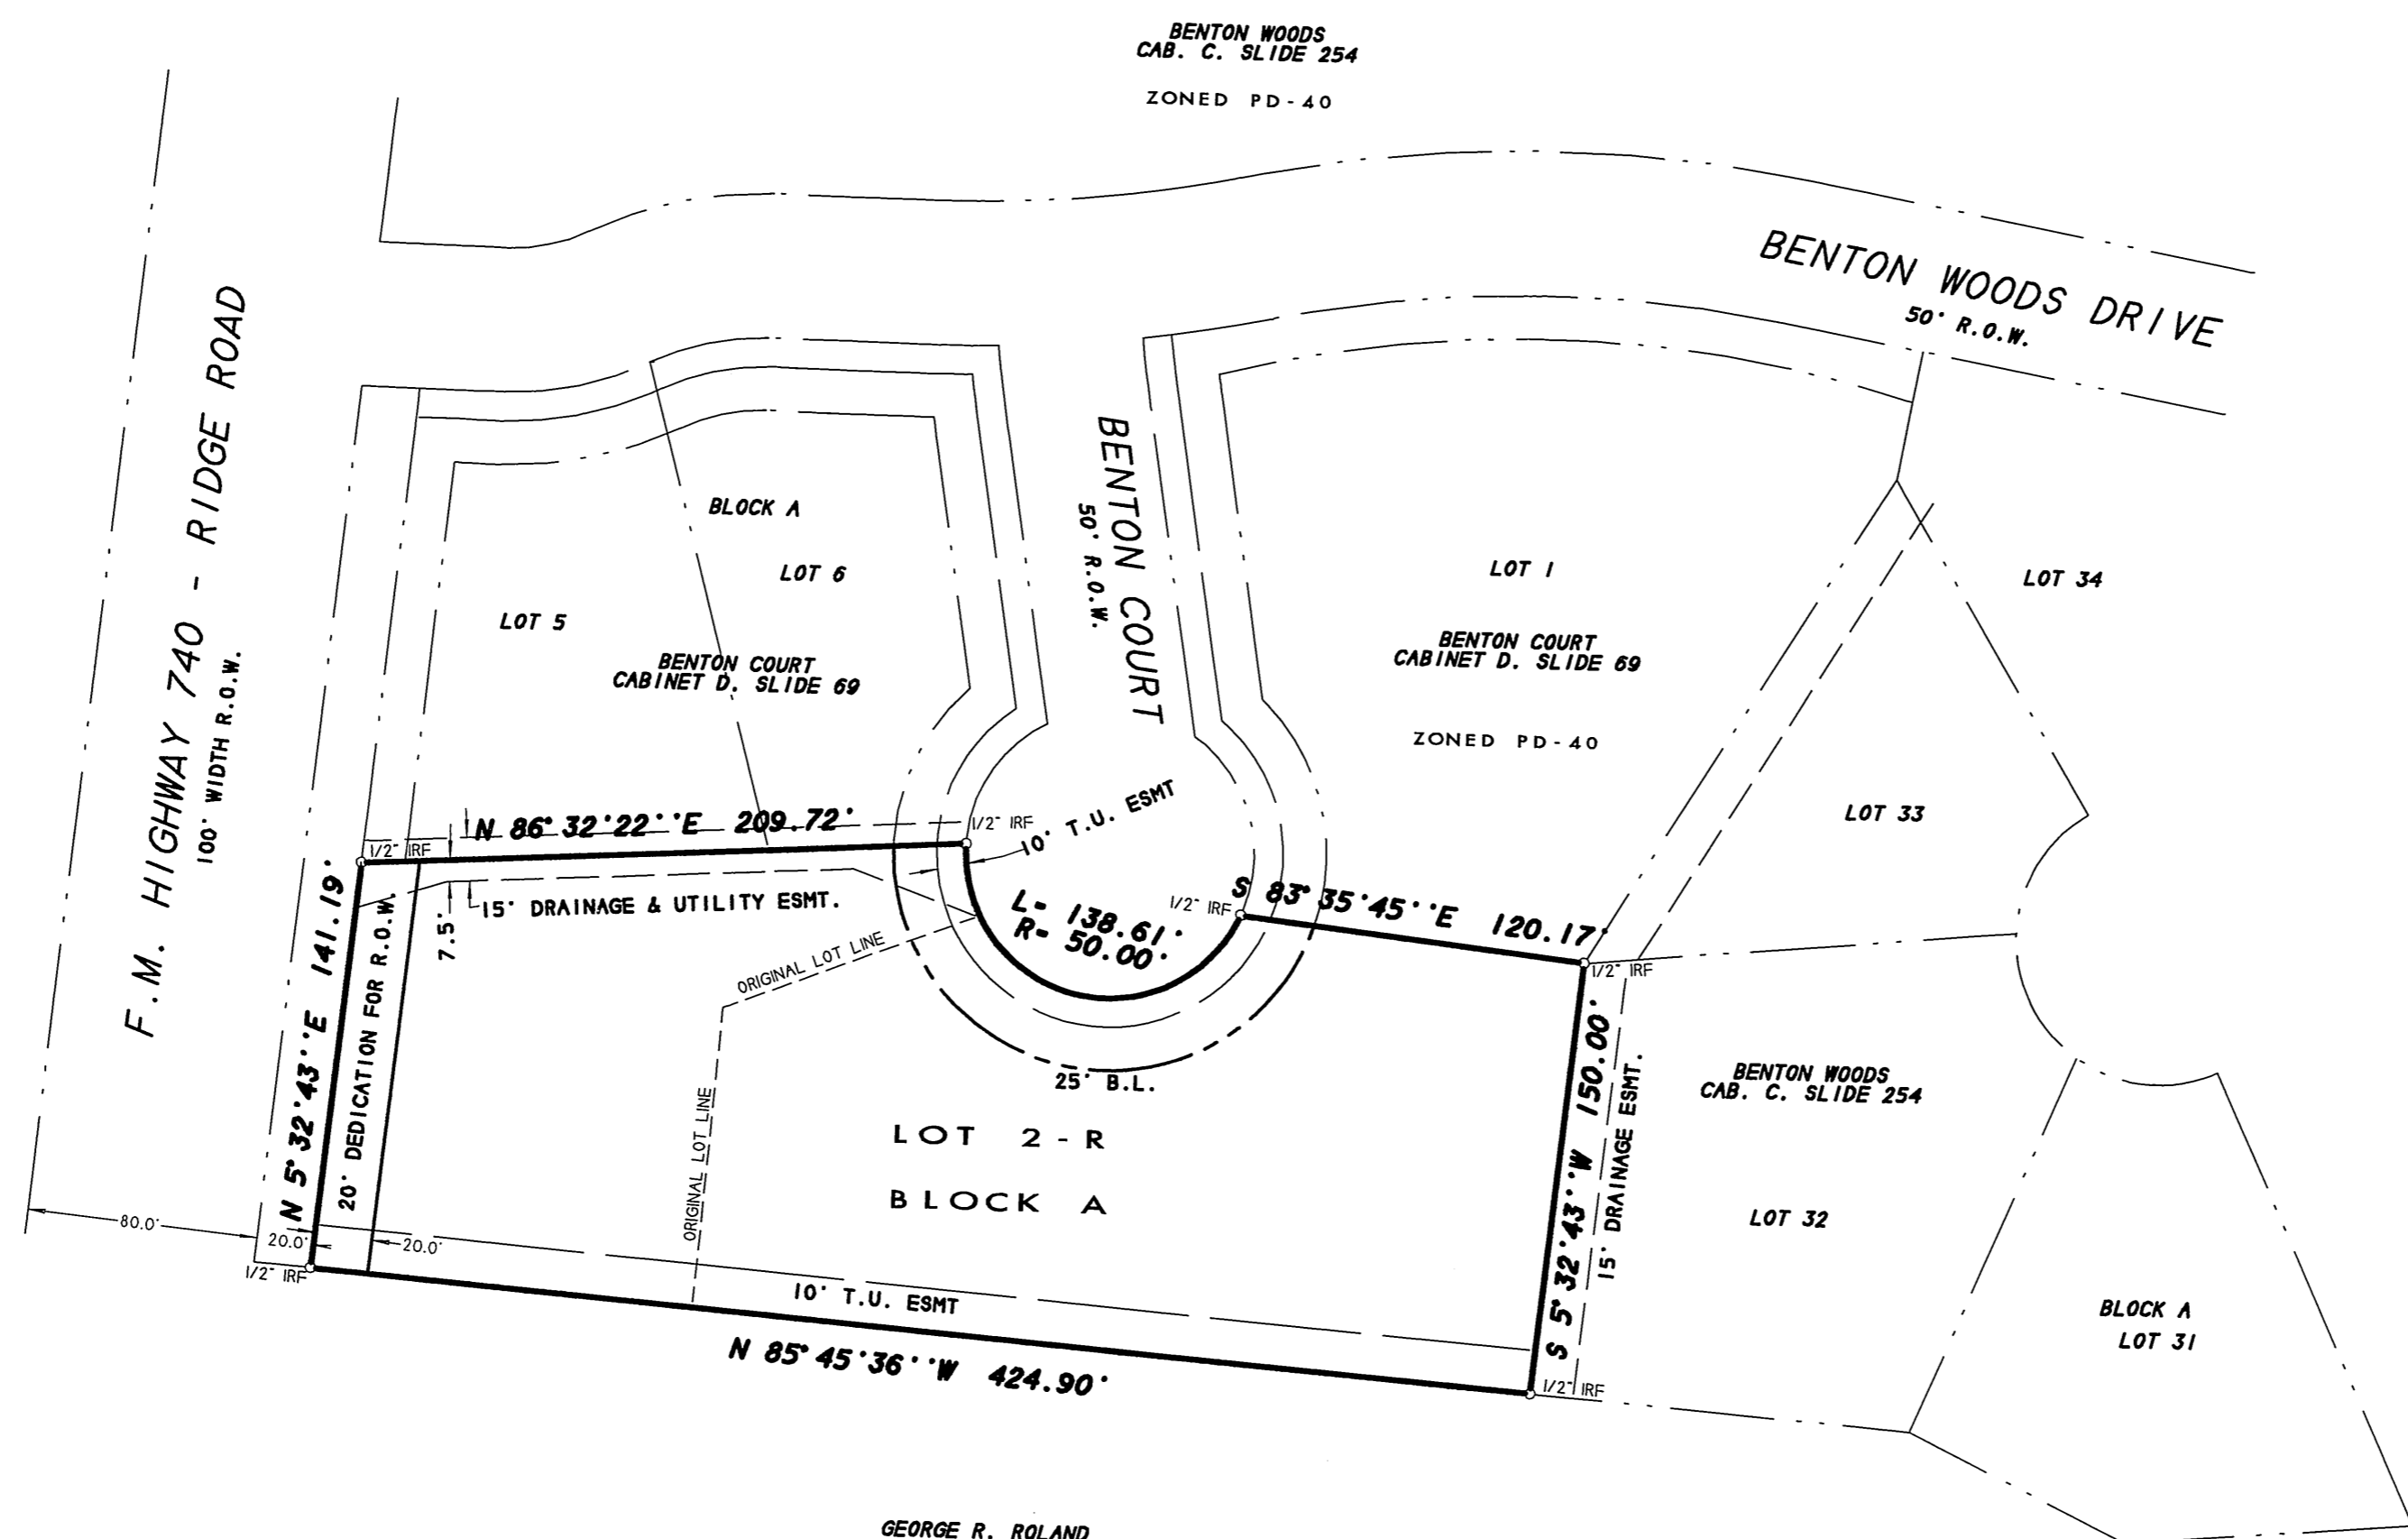 BENTON WOODS
CAB. C. SLIDE 254
ZONED PD-40
BENTON WOODS DRIVE
50' R.O.W.
F.M. HIGHWAY 740 - RIDGE ROAD
100' WIDTH R.O.W.
BENTON COURT
50' R.O.W.
BLOCK A
LOT 6
LOT 5
BENTON COURT
CABINET D. SLIDE 69
LOT 1
BENTON COURT
CABINET D. SLIDE 69
ZONED PD-40
LOT 34
LOT 33
N 86°32'22''E 209.72'
1/2" IRF
1/2" IRF
10' T.U. ESMT
15' DRAINAGE & UTILITY ESMT.
7.5'
L= 138.61'
R= 50.00'
1/2" IRF
S 83°35'45''E 120.17'
1/2" IRF
N 5°32'43''E 141.19'
20' DEDICATION FOR R.O.W.
ORIGINAL LOT LINE
ORIGINAL LOT LINE
25' B.L.
LOT 2-R
BLOCK A
S 5°32'43''W 150.00'
15' DRAINAGE ESMT.
BENTON WOODS
CAB. C. SLIDE 254
LOT 32
80.0'
20.0'
20.0'
1/2" IRF
10' T.U. ESMT
N 85°45'36''W 424.90'
1/2" IRF
BLOCK A
LOT 31
GEORGE R. ROLAND